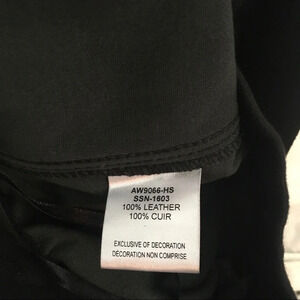 AW9066-HS
SSN-1603
100% LEATHER
100% CUIR
EXCLUSIVE OF DECORATION
DECORATION NON COMPRISE